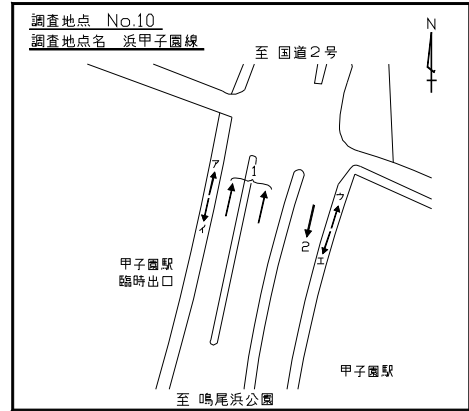 調査地点 No.10
調査地点名 浜甲子園線
至 国道2号
N
1
ア
イ
ウ
エ
2
甲子園駅
臨時出口
甲子園駅
至 鳴尾浜公園